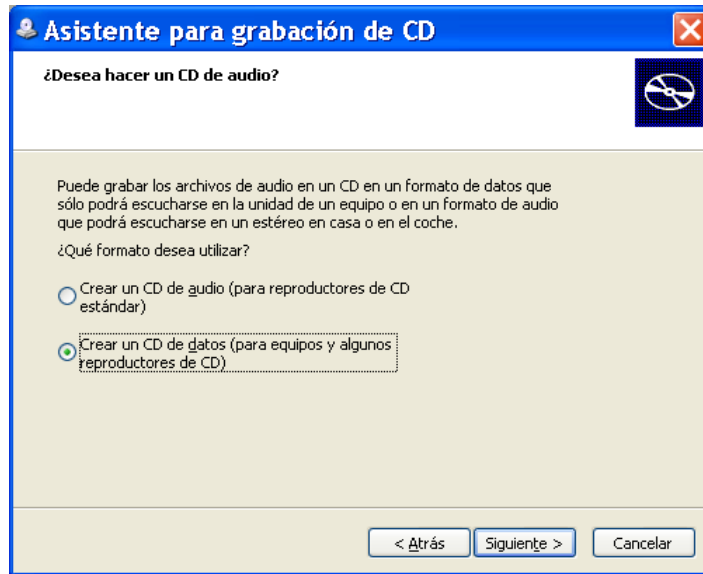 Asistente para grabación de CD
¿Desea hacer un CD de audio?
Puede grabar los archivos de audio en un CD en un formato de datos que
sólo podrá escucharse en la unidad de un equipo o en un formato de audio
que podrá escucharse en un estéreo en casa o en el coche.
¿Qué formato desea utilizar?
Crear un CD de audio (para reproductores de CD
estándar)
Crear un CD de datos (para equipos y algunos
reproductores de CD)
< Atrás
Siguiente >
Cancelar